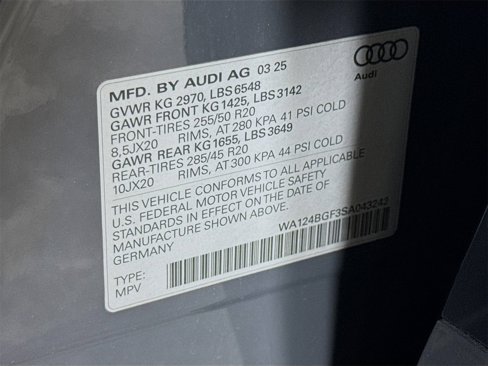 MFD. BY AUDI AG 03 25
Audi
GVWR KG 2970, LBS 6548
GAWR FRONT KG 1425, LBS 3142
FRONT-TIRES 255/50 R20
8,5JX20 RIMS, AT 280 KPA 41 PSI COLD
GAWR REAR KG 1655, LBS 3649
REAR-TIRES 285/45 R20
10JX20 RIMS, AT 300 KPA 44 PSI COLD
THIS VEHICLE CONFORMS TO ALL APPLICABLE
U.S. FEDERAL MOTOR VEHICLE SAFETY
STANDARDS IN EFFECT ON THE DATE OF
MANUFACTURE SHOWN ABOVE.
GERMANY
WA124BGF3SA043242
TYPE:
MPV